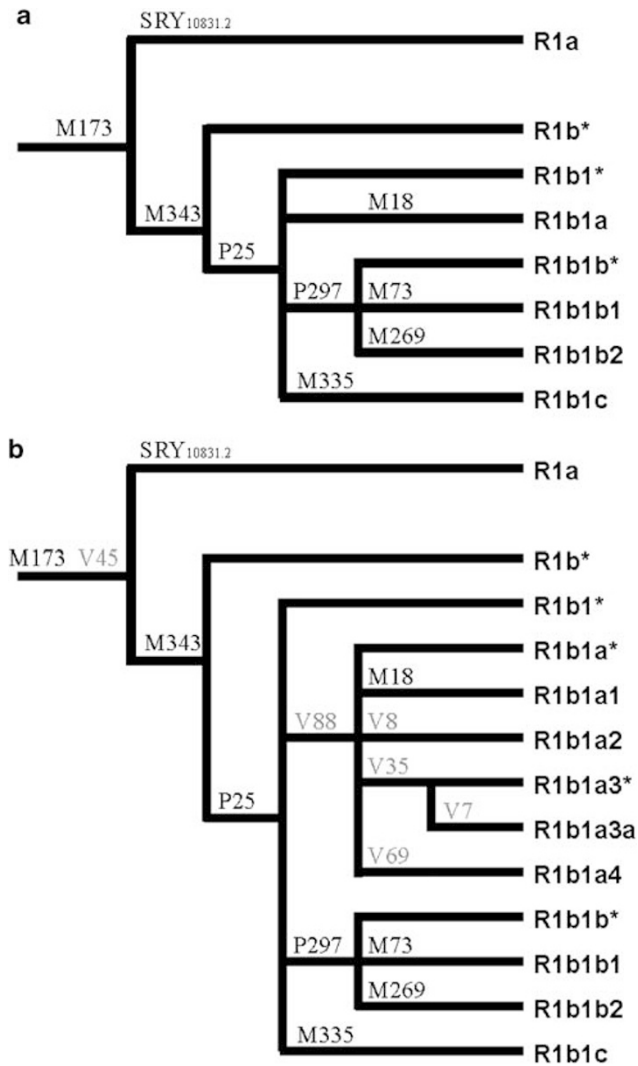 a
SRY10831.2
R1a
M173
R1b*
R1b1*
M343
M18
R1b1a
P25
R1b1b*
P297
M73
R1b1b1
M269
R1b1b2
M335
R1b1c
b
SRY10831.2
R1a
M173 V45
R1b*
R1b1*
M343
R1b1a*
M18
R1b1a1
V88
V8
R1b1a2
V35
R1b1a3*
P25
V7
R1b1a3a
V69
R1b1a4
R1b1b*
P297
M73
R1b1b1
M269
R1b1b2
M335
R1b1c